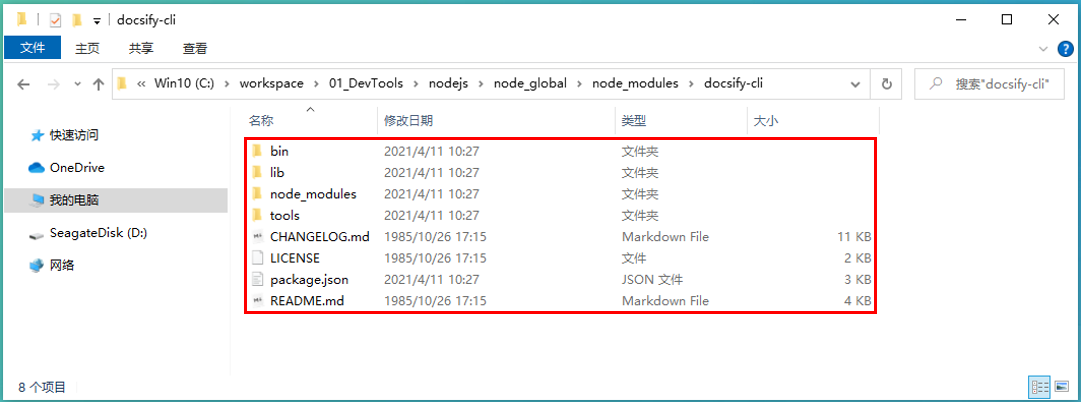 docsify-cli
文件 主页 共享 查看
« Win10 (C:) › workspace › 01_DevTools › nodejs › node_global › node_modules › docsify-cli 搜索"docsify-cli"
名称 修改日期 类型 大小
快速访问
OneDrive
我的电脑
SeagateDisk (D:)
网络
bin 2021/4/11 10:27 文件夹
lib 2021/4/11 10:27 文件夹
node_modules 2021/4/11 10:27 文件夹
tools 2021/4/11 10:27 文件夹
CHANGELOG.md 1985/10/26 17:15 Markdown File 11 KB
LICENSE 1985/10/26 17:15 文件 2 KB
package.json 2021/4/11 10:27 JSON 文件 3 KB
README.md 1985/10/26 17:15 Markdown File 4 KB
8 个项目